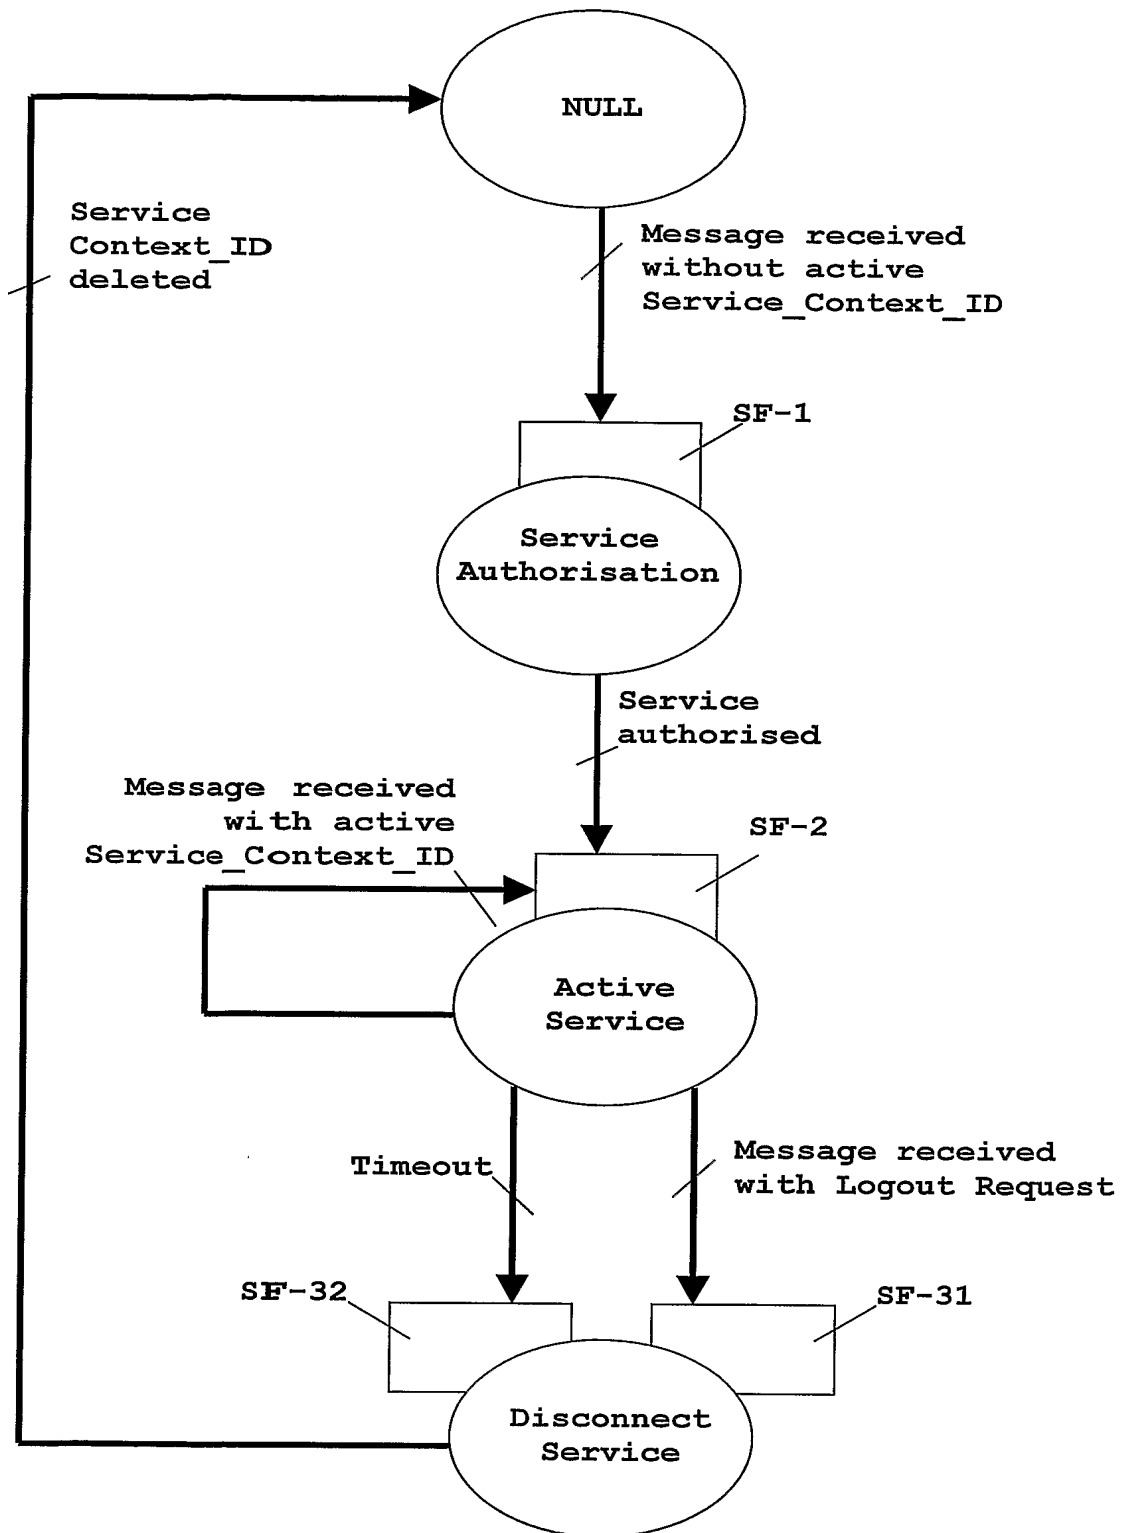 NULL
Service
Context_ID
deleted
Message received
without active
Service_Context_ID
SF-1
Service
Authorisation
Service
authorised
Message received
with active
Service_Context_ID
SF-2
Active
Service
Timeout
Message received
with Logout Request
SF-32
SF-31
Disconnect
Service